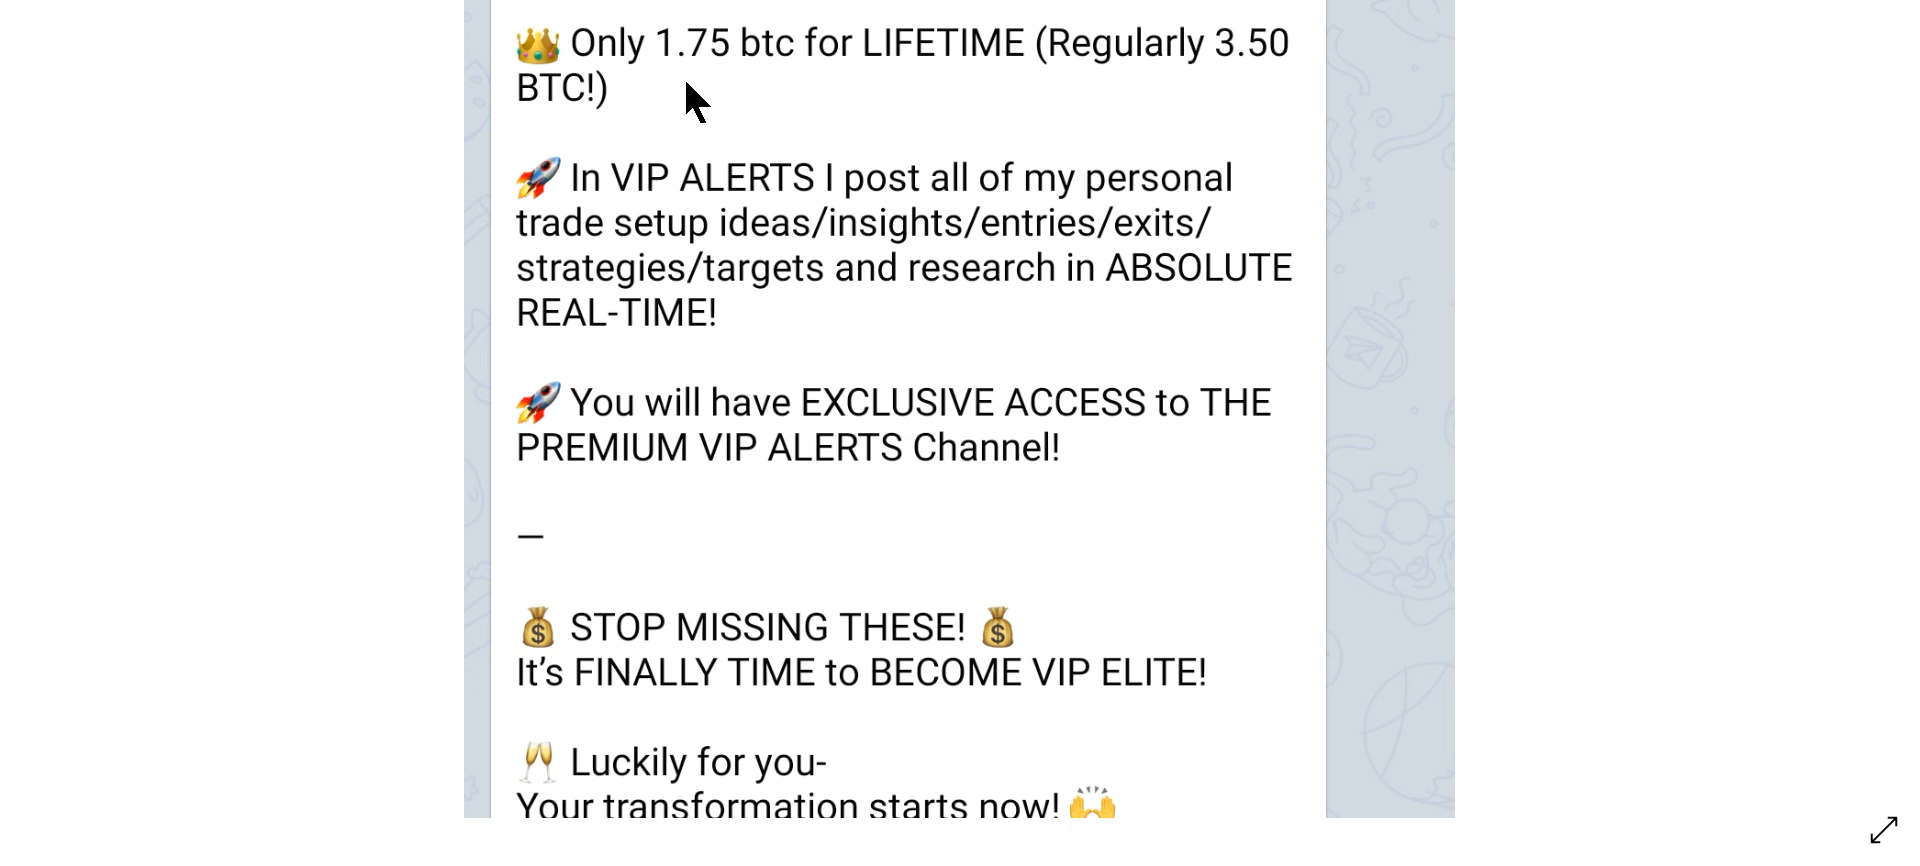 👑 Only 1.75 btc for LIFETIME (Regularly 3.50
BTC!)
🚀 In VIP ALERTS I post all of my personal
trade setup ideas/insights/entries/exits/
strategies/targets and research in ABSOLUTE
REAL-TIME!
🚀 You will have EXCLUSIVE ACCESS to THE
PREMIUM VIP ALERTS Channel!
—
💰 STOP MISSING THESE! 💰
It’s FINALLY TIME to BECOME VIP ELITE!
🥂 Luckily for you-
Your transformation starts now! 🙌